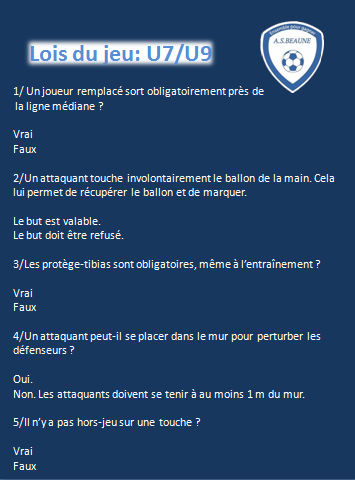 Lois du jeu: U7/U9
A.S.BEAUNE
1/ Un joueur remplacé sort obligatoirement près de
la ligne médiane ?
Vrai
Faux
2/Un attaquant touche involontairement le ballon de la main. Cela
lui permet de récupérer le ballon et de marquer.
Le but est valable.
Le but doit être refusé.
3/Les protège-tibias sont obligatoires, même à l’entraînement ?
Vrai
Faux
4/Un attaquant peut-il se placer dans le mur pour perturber les
défenseurs ?
Oui.
Non. Les attaquants doivent se tenir à au moins 1 m du mur.
5/Il n’y a pas hors-jeu sur une touche ?
Vrai
Faux